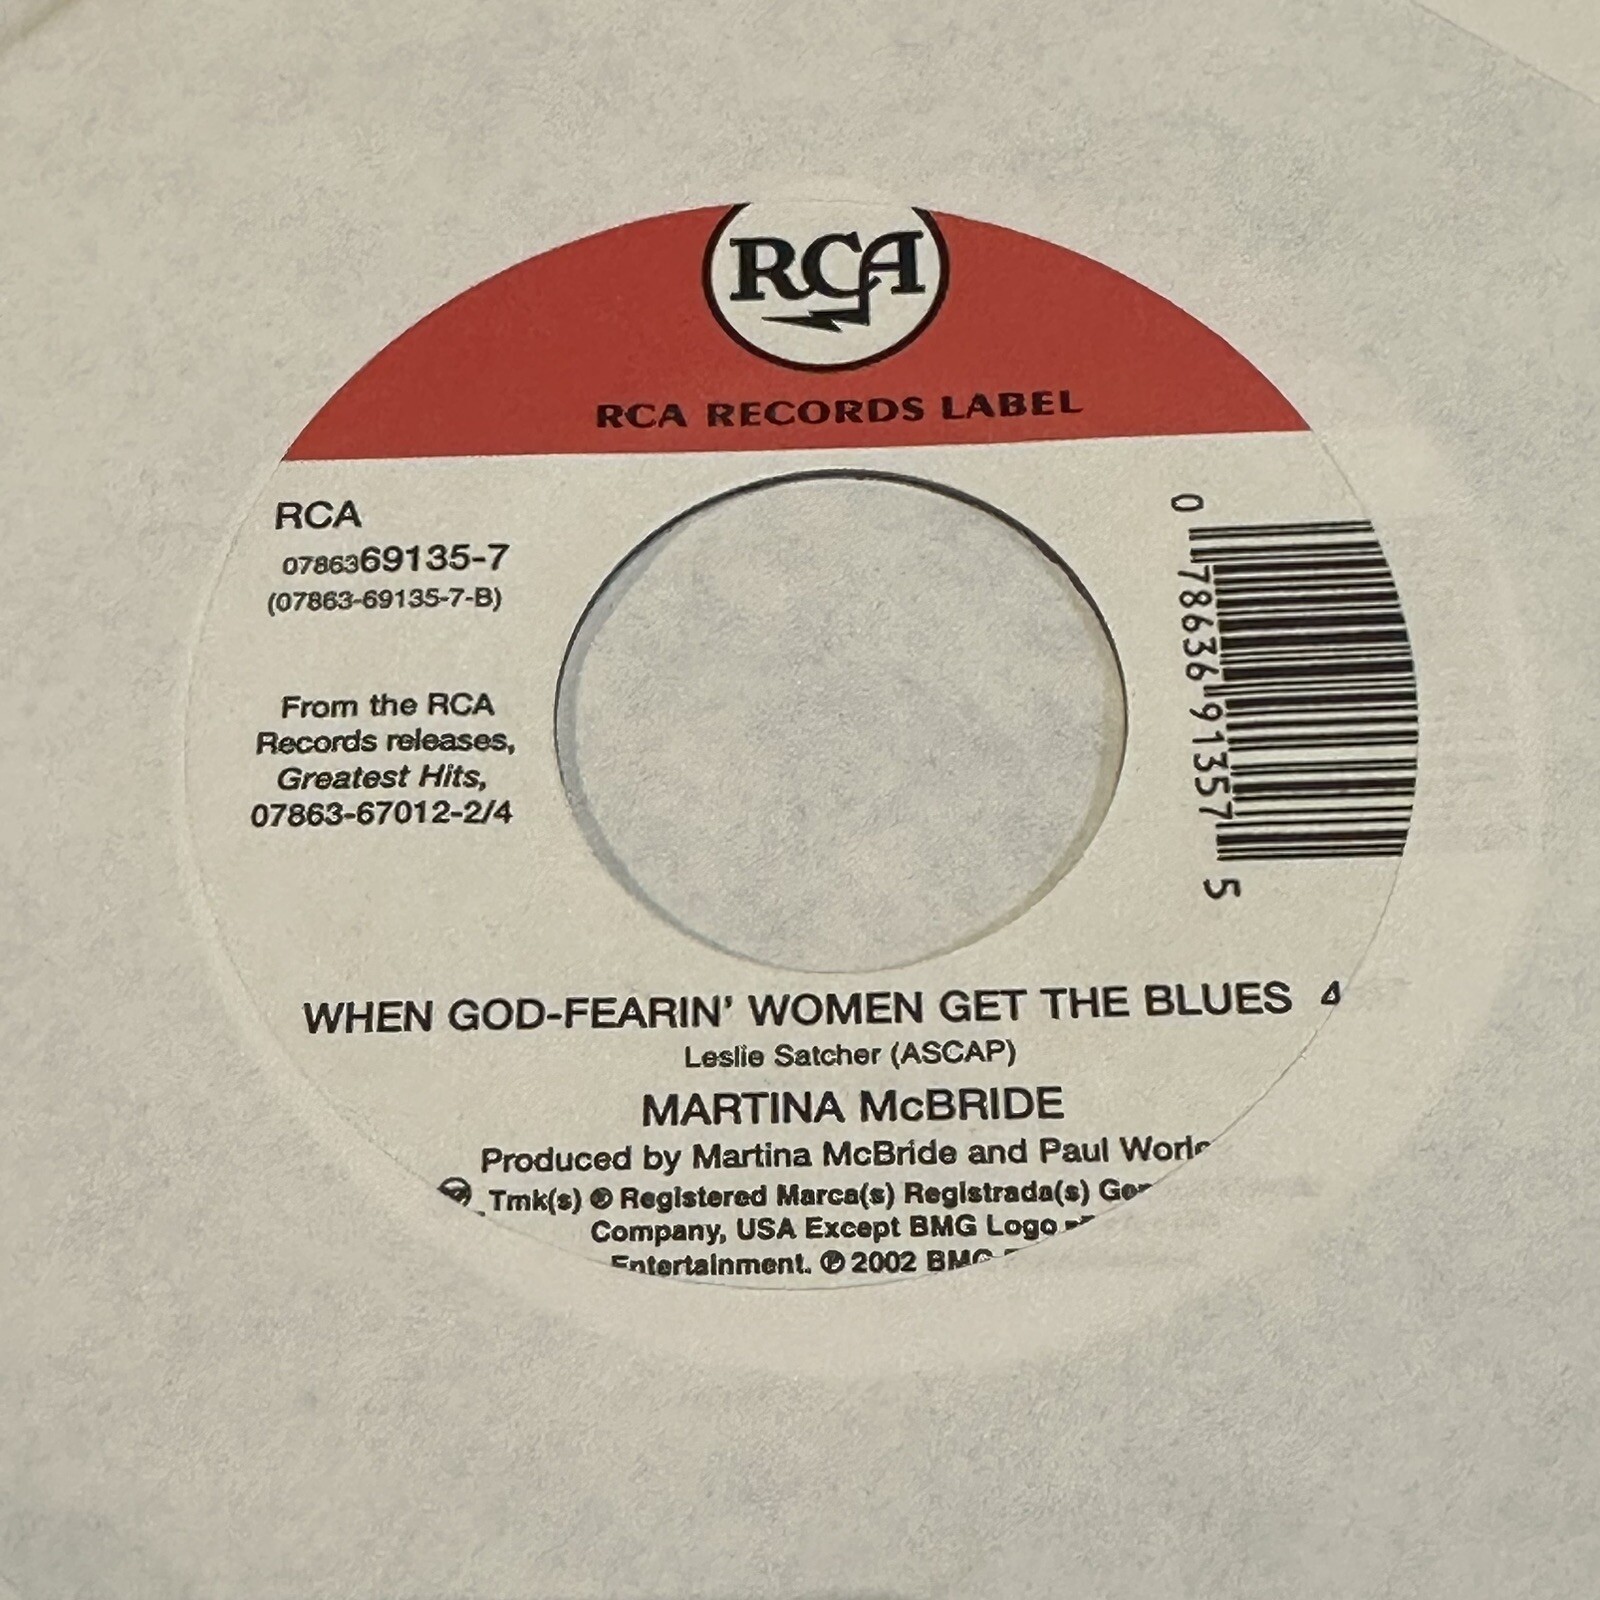 RCA
RCA RECORDS LABEL
RCA
0786369135-7
(07863-69135-7-B)
From the RCA
Records releases,
Greatest Hits,
07863-67012-2/4
0 78636 91357 5
WHEN GOD-FEARIN' WOMEN GET THE BLUES
Leslie Satcher (ASCAP)
MARTINA McBRIDE
Produced by Martina McBride and Paul
Tmk(s) ® Registered Marca(s) Registrada(s)
Company, USA Except BMG Logo
Entertainment. ℗ 2002 BMG